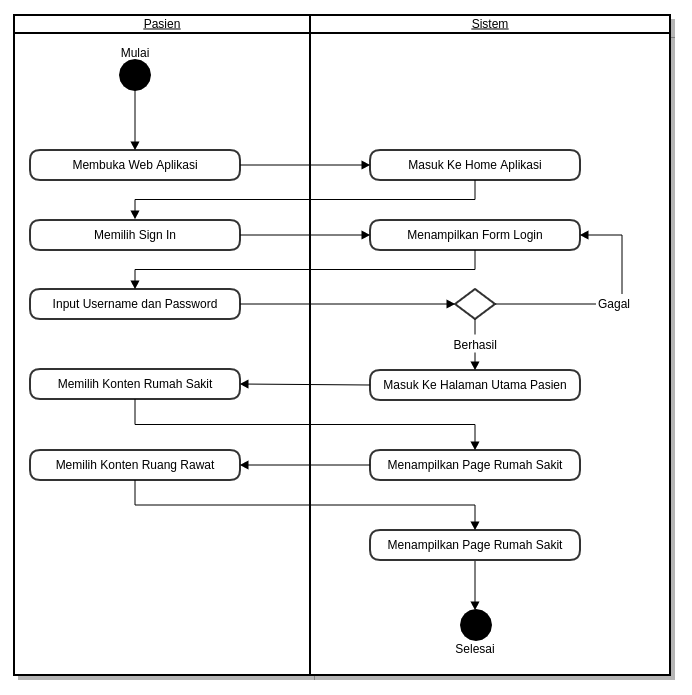 Pasien
Sistem
Mulai
Membuka Web Aplikasi
Masuk Ke Home Aplikasi
Memilih Sign In
Menampilkan Form Login
Input Username dan Password
Gagal
Berhasil
Memilih Konten Rumah Sakit
Masuk Ke Halaman Utama Pasien
Memilih Konten Ruang Rawat
Menampilkan Page Rumah Sakit
Menampilkan Page Rumah Sakit
Selesai